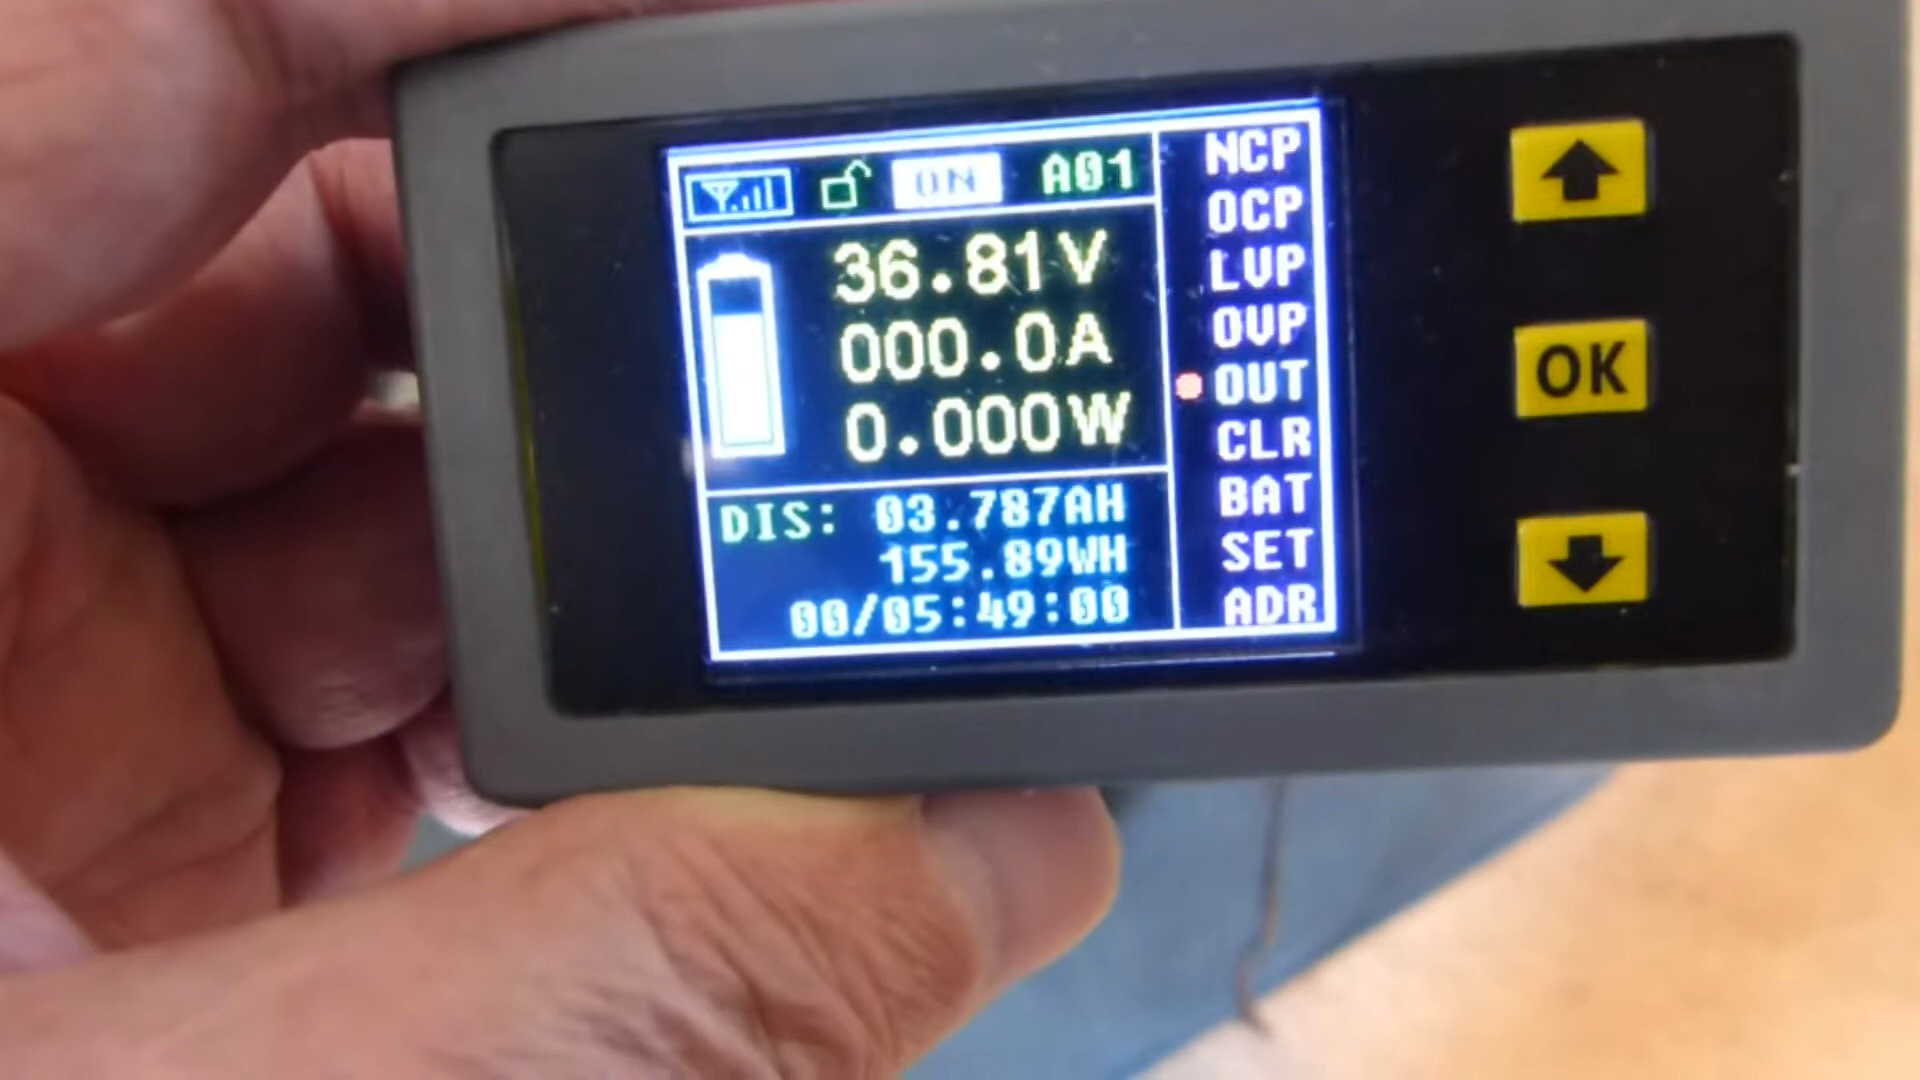 ON A01
36.81V
000.0A
0.000W
DIS: 03.787AH
155.89WH
00/05:49:00
NCP
OCP
LVP
OVP
OUT
CLR
BAT
SET
ADR
OK